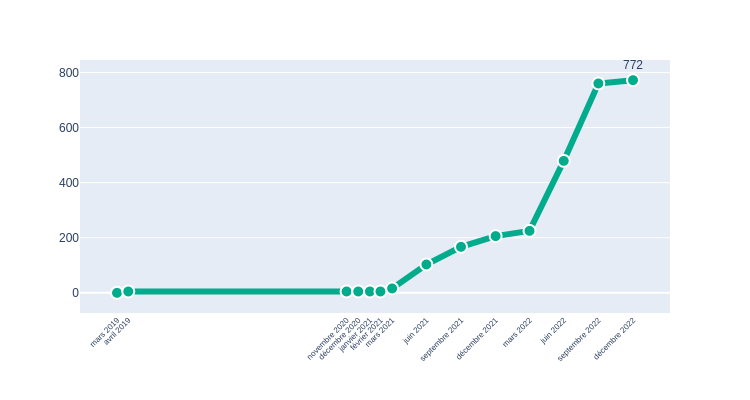 772
800
600
400
200
0
mars 2019
avril 2019
novembre 2020
décembre 2020
janvier 2021
février 2021
mars 2021
juin 2021
septembre 2021
décembre 2021
mars 2022
juin 2022
septembre 2022
décembre 2022